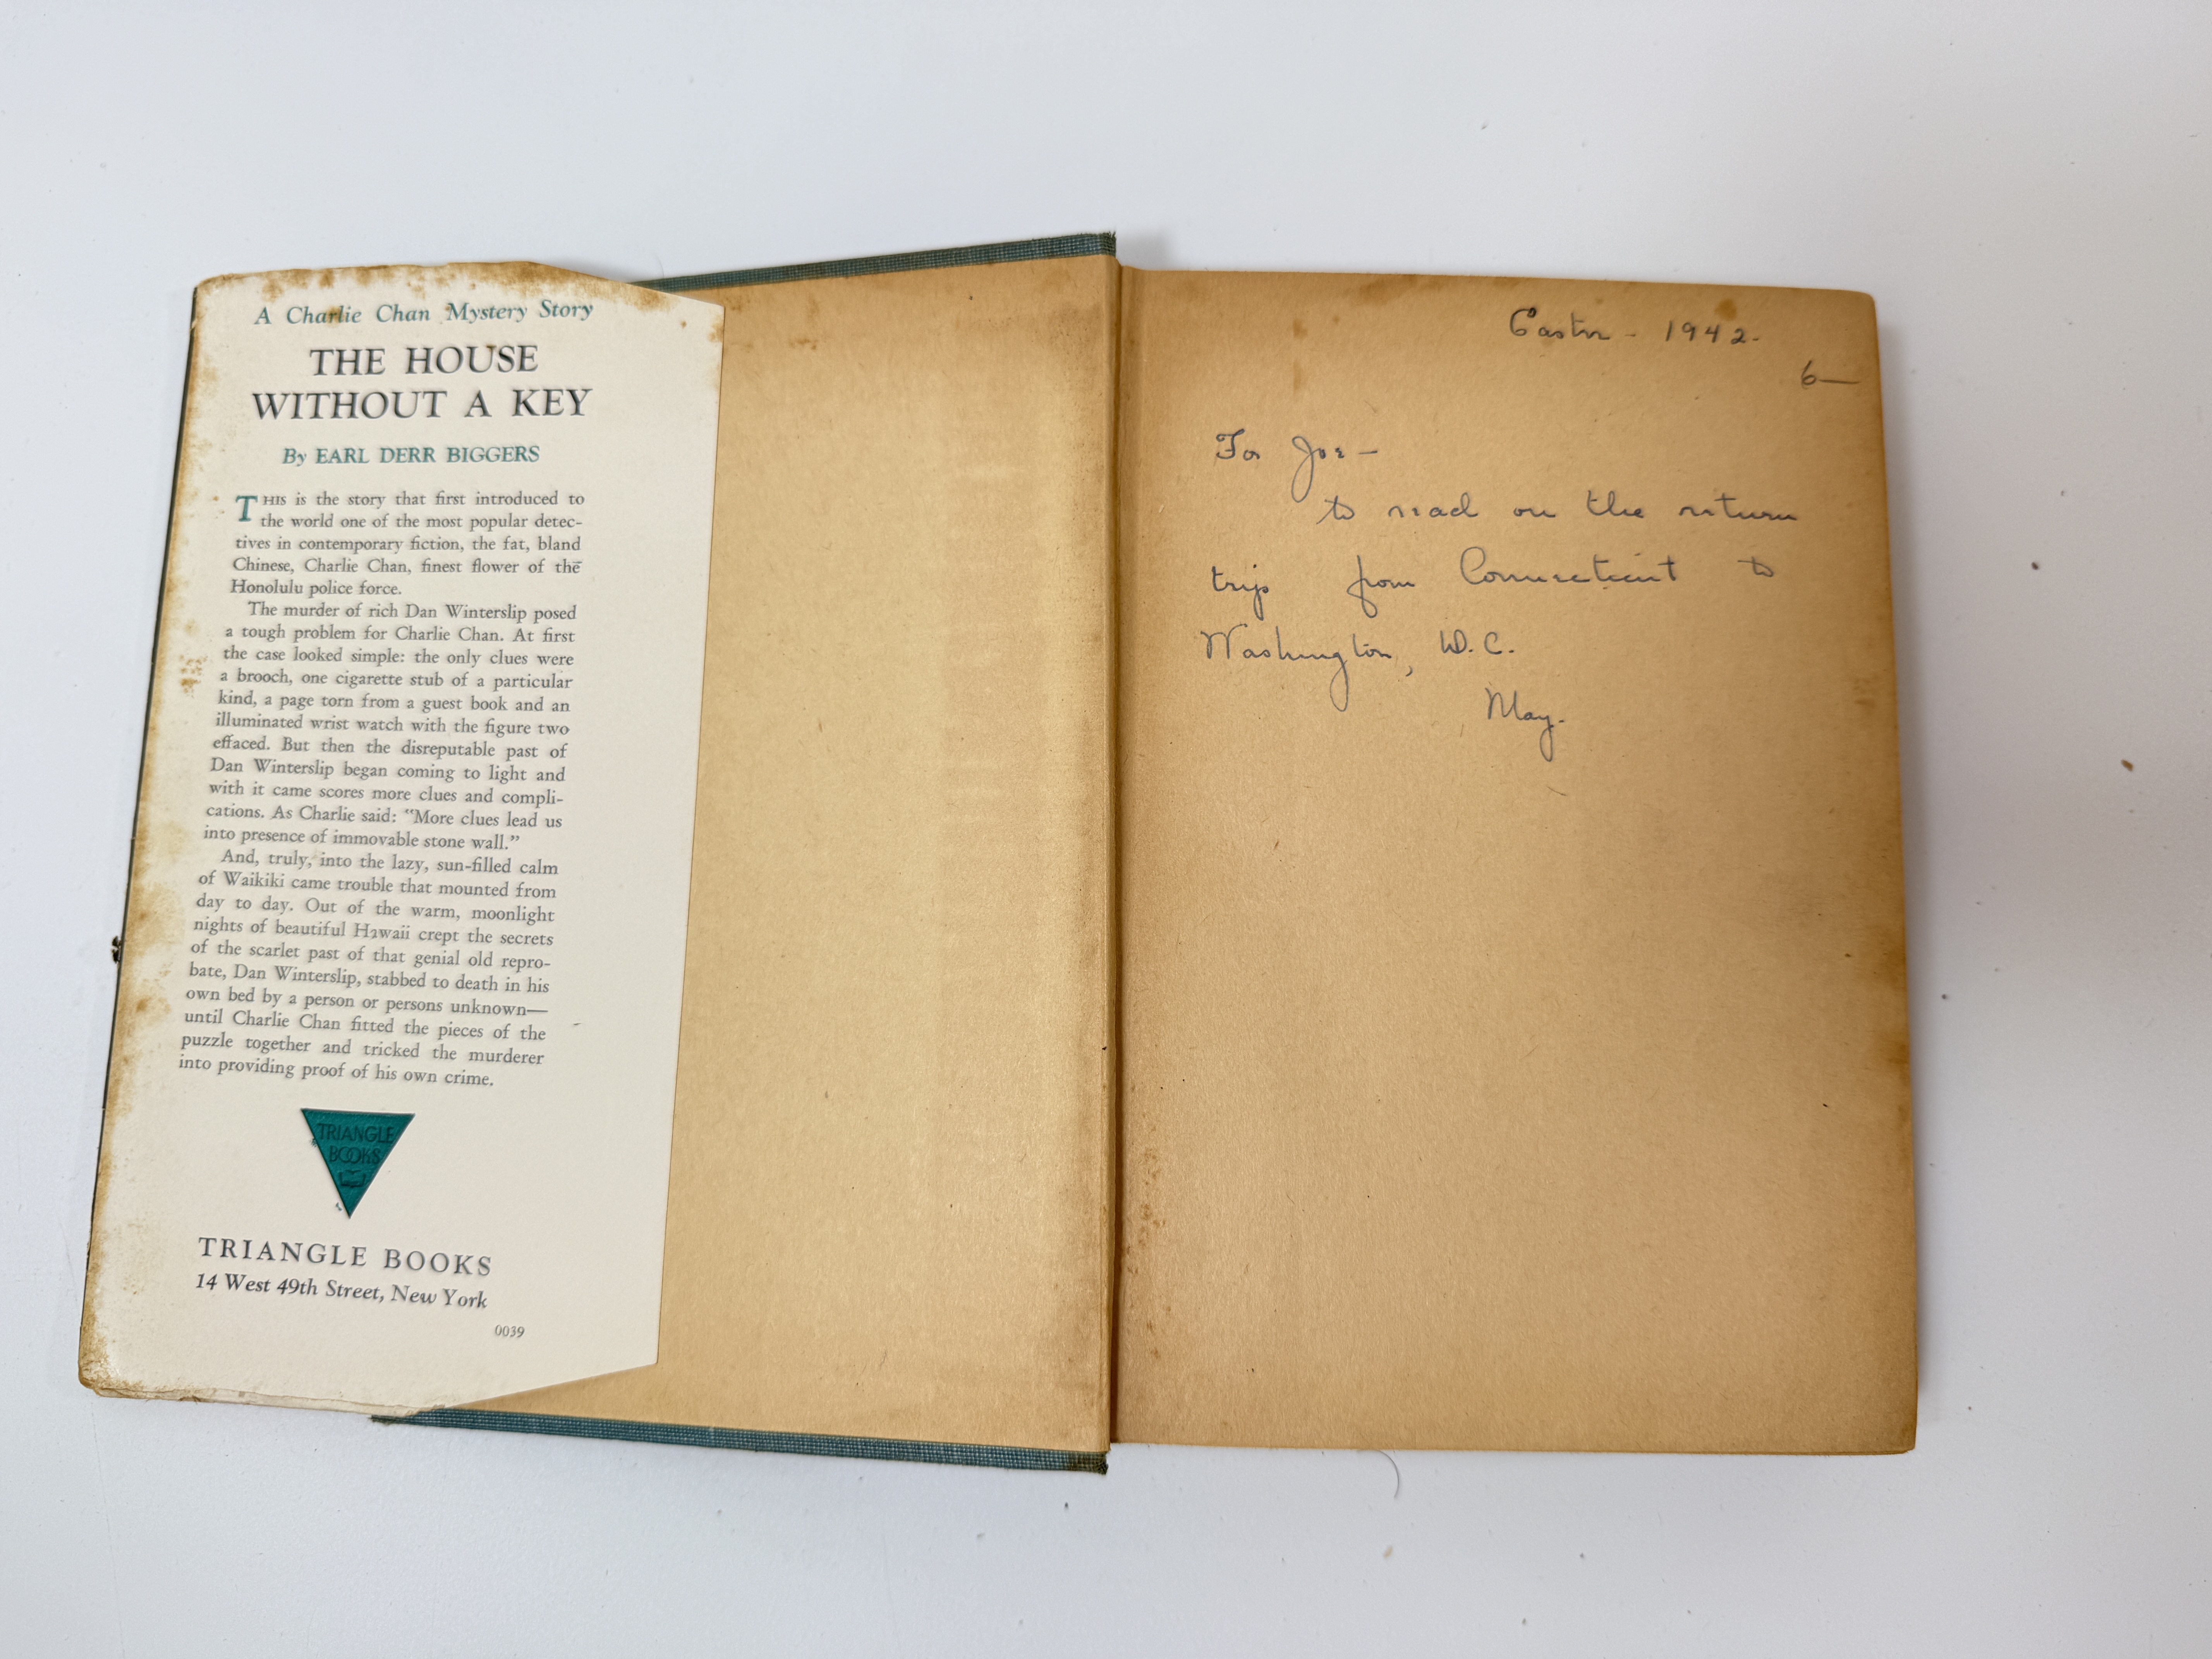 A Charlie Chan Mystery Story
THE HOUSE
WITHOUT A KEY
By EARL DERR BIGGERS
THIS is the story that first introduced to
the world one of the most popular detec-
tives in contemporary fiction, the fat, bland
Chinese, Charlie Chan, finest flower of the
Honolulu police force.
The murder of rich Dan Winterslip posed
a tough problem for Charlie Chan. At first
the case looked simple: the only clues were
a brooch, one cigarette stub of a particular
kind, a page torn from a guest book and an
illuminated wrist watch with the figure two
effaced. But then the disreputable past of
Dan Winterslip began coming to light and
with it came scores more clues and compli-
cations. As Charlie said: “More clues lead us
into presence of immovable stone wall.”
And, truly, into the lazy, sun-filled calm
of Waikiki came trouble that mounted from
day to day. Out of the warm, moonlight
nights of beautiful Hawaii crept the secrets
of the scarlet past of that genial old repro-
bate, Dan Winterslip, stabbed to death in his
own bed by a person or persons unknown—
until Charlie Chan fitted the pieces of the
puzzle together and tricked the murderer
into providing proof of his own crime.
TRIANGLE
BOOKS
TRIANGLE BOOKS
14 West 49th Street, New York
0039
Easter - 1942.
6—
For Joe—
to read on the return
trip from Connecticut to
Washington, D.C.
May.